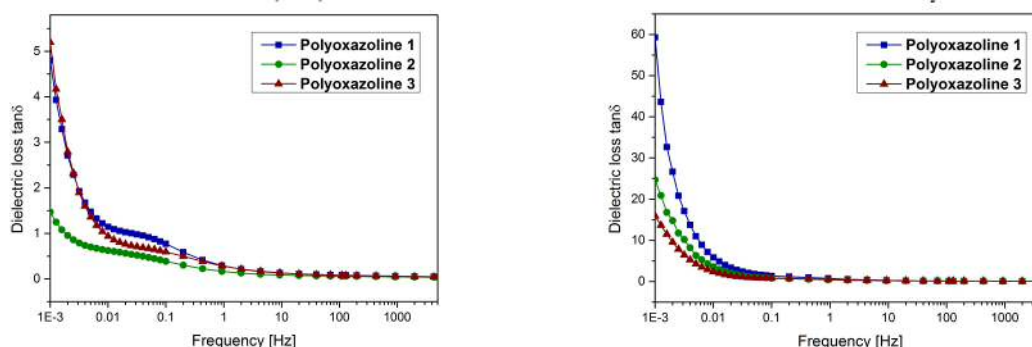 Polyoxazoline 1
Polyoxazoline 2
Polyoxazoline 3
Dielectric loss tanδ
5
4
3
2
1
0
1E-3 0.01 0.1 1 10 100 1000
Frequency [Hz]
Polyoxazoline 1
Polyoxazoline 2
Polyoxazoline 3
Dielectric loss tanδ
60
50
40
30
20
10
0
1E-3 0.01 0.1 1 10 100 1000
Frequency [Hz]